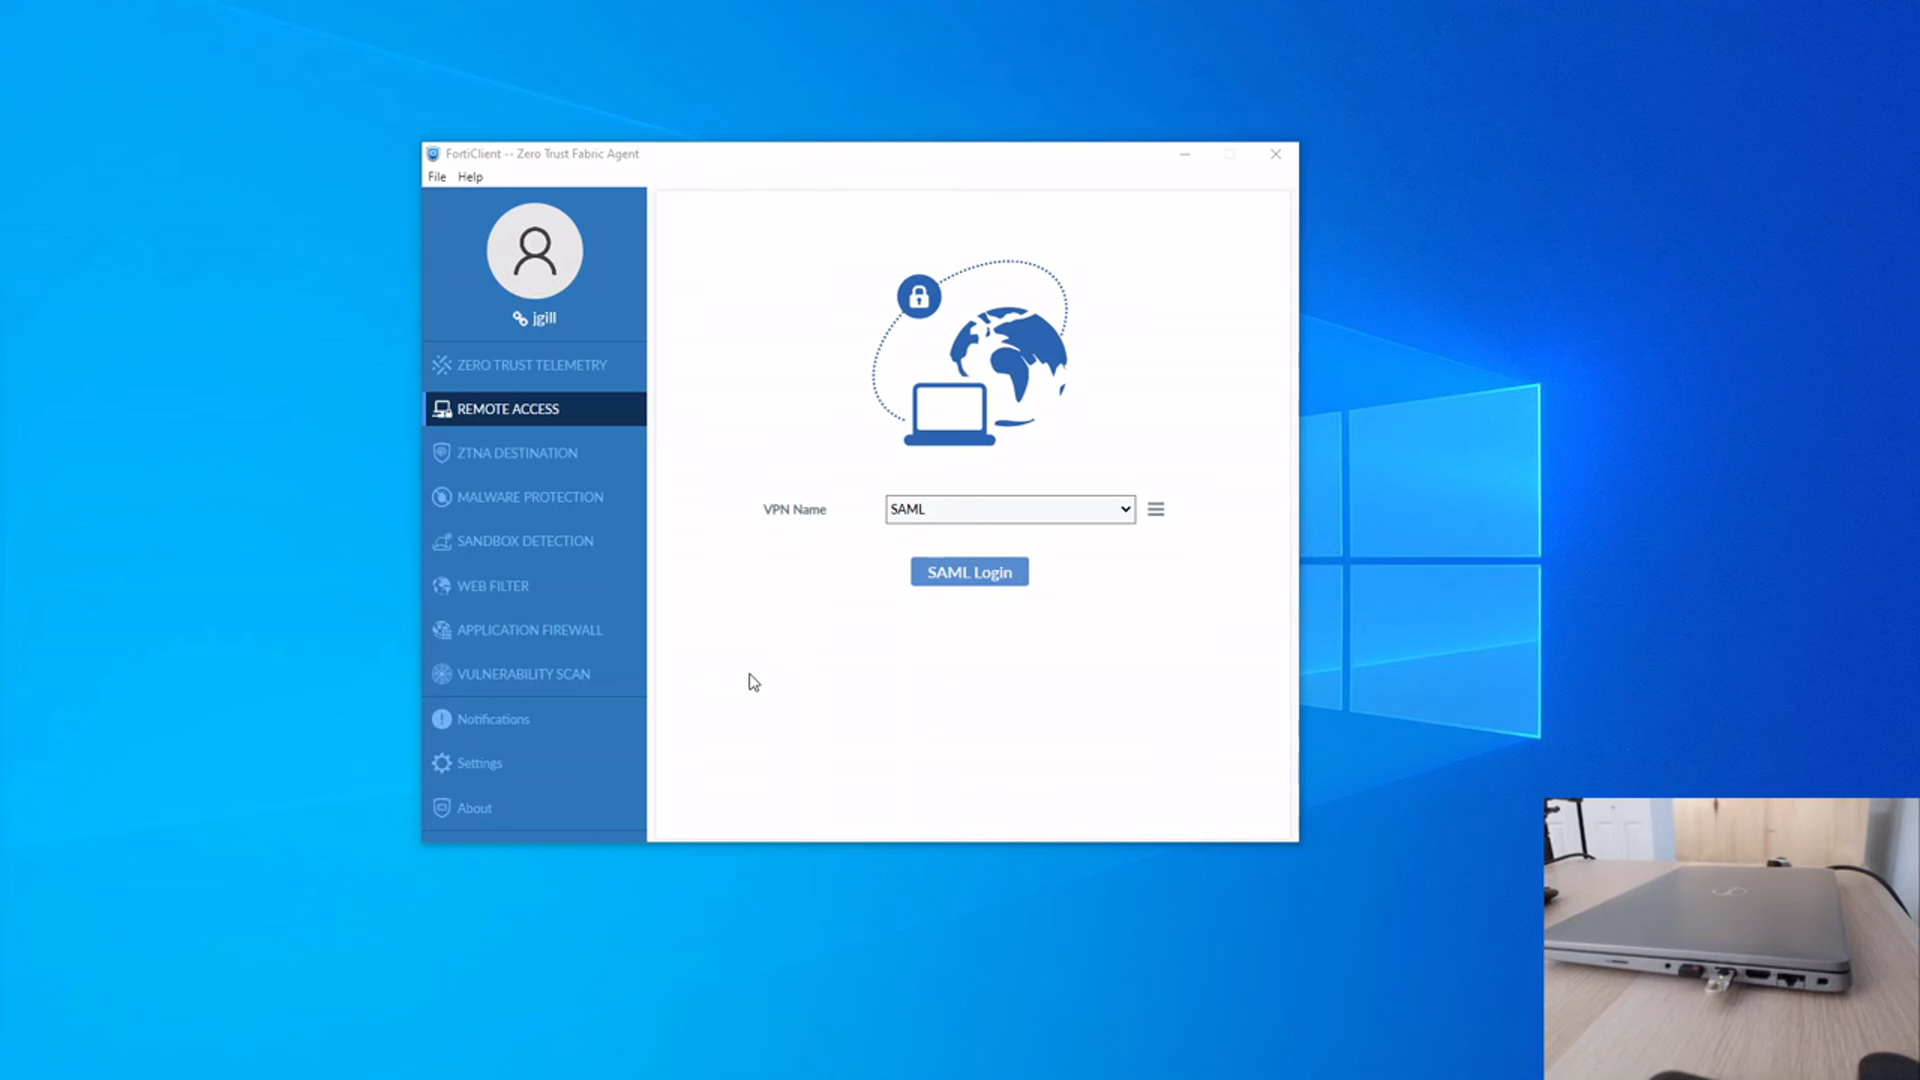 FortiClient -- Zero Trust Fabric Agent
File Help
jgill
ZERO TRUST TELEMETRY
REMOTE ACCESS
ZTNA DESTINATION
MALWARE PROTECTION
SANDBOX DETECTION
WEB FILTER
APPLICATION FIREWALL
VULNERABILITY SCAN
Notifications
Settings
About
VPN Name SAML
SAML Login